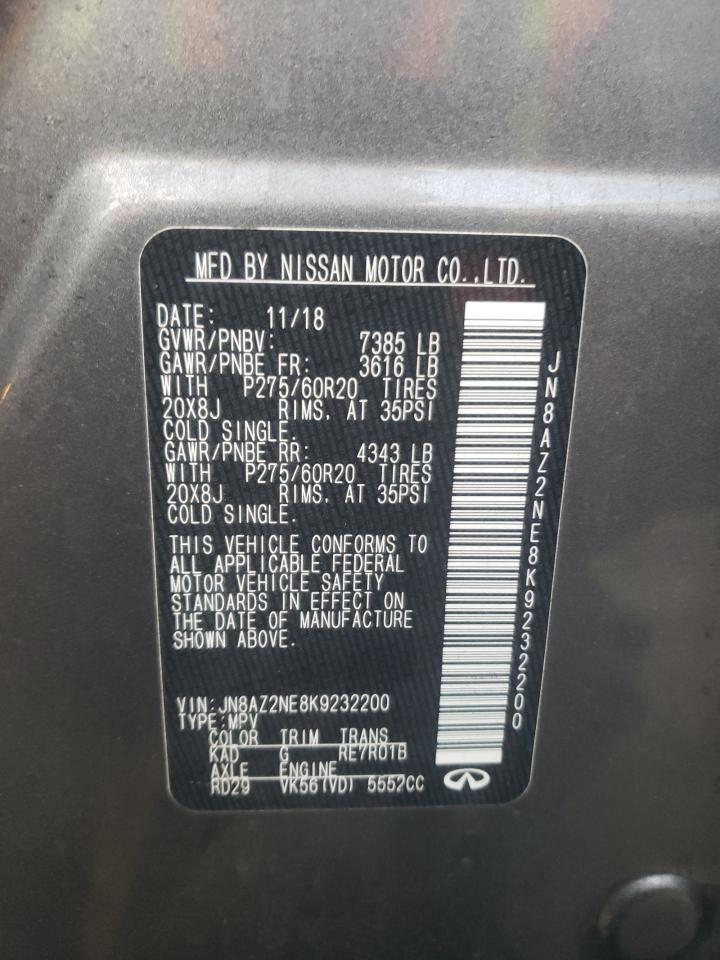 MFD BY NISSAN MOTOR CO.,LTD.
DATE: 11/18
GVWR/PNBV: 7385 LB
GAWR/PNBE FR: 3616 LB
WITH P275/60R20 TIRES
20X8J RIMS. AT 35PSI
COLD SINGLE.
GAWR/PNBE RR: 4343 LB
WITH P275/60R20 TIRES
20X8J RIMS. AT 35PSI
COLD SINGLE.
THIS VEHICLE CONFORMS TO
ALL APPLICABLE FEDERAL
MOTOR VEHICLE SAFETY
STANDARDS IN EFFECT ON
THE DATE OF MANUFACTURE
SHOWN ABOVE.
VIN:JN8AZ2NE8K9232200
TYPE:MPV
COLOR TRIM TRANS
KAD G RE7R01B
AXLE ENGINE
RD29 VK56(VD) 5552CC
JN8AZ2NE8K9232200